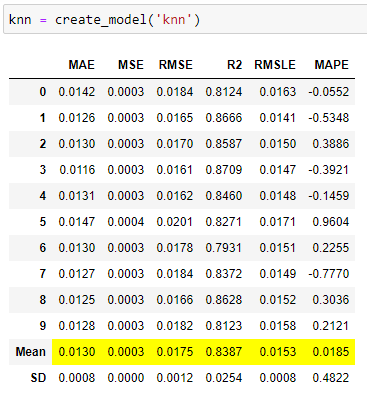 knn = create_model('knn')
MAE MSE RMSE R2 RMSLE MAPE
0 0.0142 0.0003 0.0184 0.8124 0.0163 -0.0552
1 0.0126 0.0003 0.0165 0.8666 0.0141 -0.5348
2 0.0130 0.0003 0.0170 0.8587 0.0150 0.3886
3 0.0116 0.0003 0.0161 0.8709 0.0147 -0.3921
4 0.0131 0.0003 0.0162 0.8460 0.0148 -0.1459
5 0.0147 0.0004 0.0201 0.8271 0.0171 0.9604
6 0.0130 0.0003 0.0178 0.7931 0.0151 0.2255
7 0.0127 0.0003 0.0184 0.8372 0.0149 -0.7770
8 0.0125 0.0003 0.0166 0.8628 0.0152 0.3036
9 0.0128 0.0003 0.0182 0.8123 0.0158 0.2121
Mean 0.0130 0.0003 0.0175 0.8387 0.0153 0.0185
SD 0.0008 0.0000 0.0012 0.0254 0.0008 0.4822